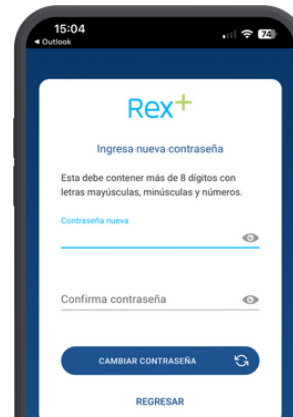 15:04
74
◀ Outlook
Rex+
Ingresa nueva contraseña
Esta debe contener más de 8 dígitos con
letras mayúsculas, minúsculas y números.
Contraseña nueva
Confirma contraseña
CAMBIAR CONTRASEÑA
REGRESAR